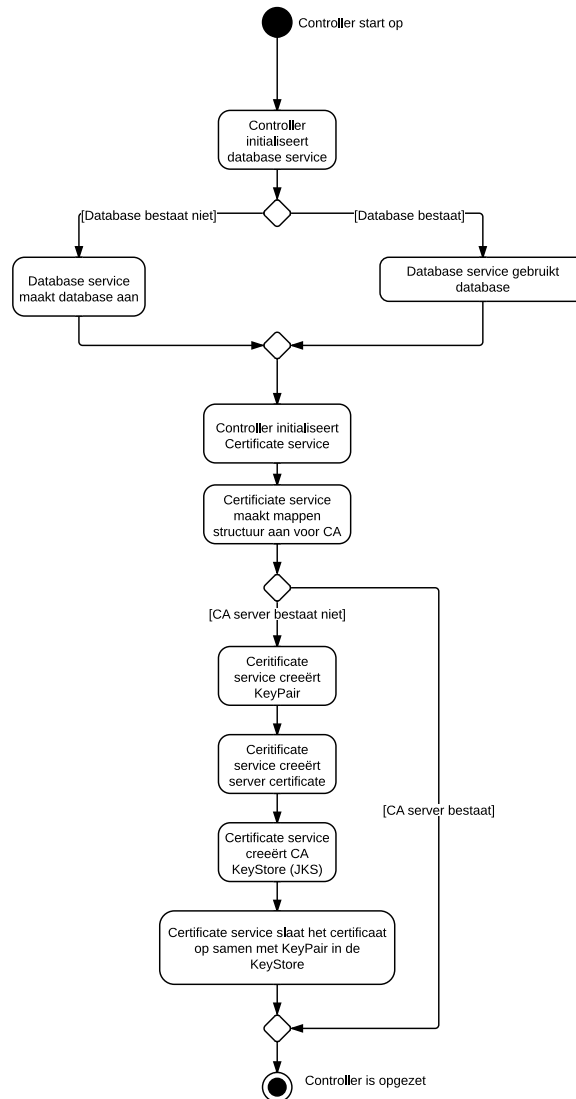 Controller start op
Controller
initialiseert
database service
[Database bestaat niet]
[Database bestaat]
Database service
maakt database aan
Database service gebruikt
database
Controller initialiseert
Certificate service
Certificiate service
maakt mappen
structuur aan voor CA
[CA server bestaat niet]
Ceritificate
service creeërt
KeyPair
Ceritificate
service creeërt
server certificate
[CA server bestaat]
Certificate service
creeërt CA
KeyStore (JKS)
Certificate service slaat het certificaat
op samen met KeyPair in de
KeyStore
Controller is opgezet